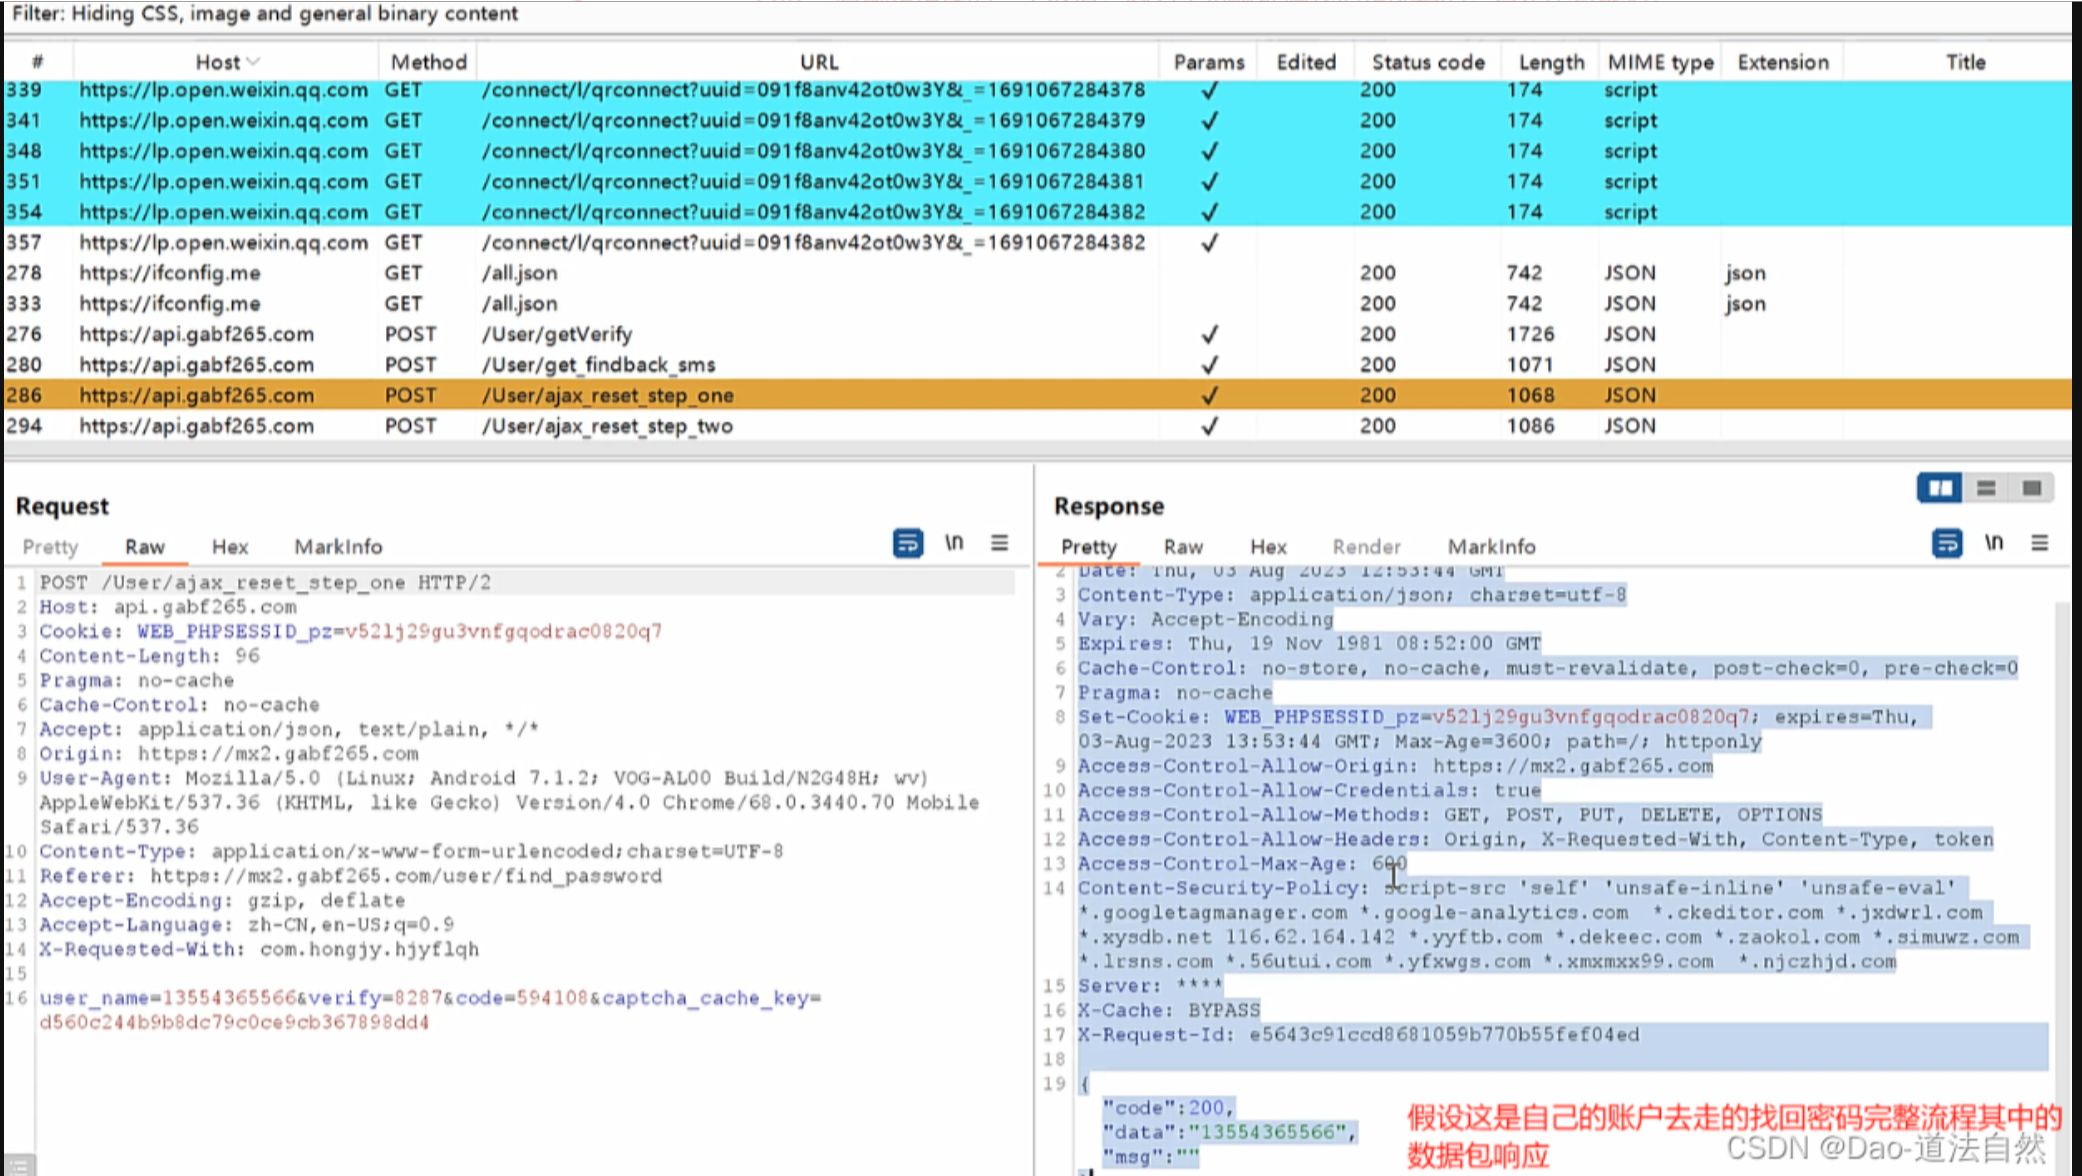 Filter: Hiding CSS, image and general binary content
# Host Method URL Params Edited Status code Length MIME type Extension Title
339 https://lp.open.weixin.qq.com GET /connect/l/qrconnect?uuid=091f8anv42ot0w3Y&_=1691067284378 ✓ 200 174 script
341 https://lp.open.weixin.qq.com GET /connect/l/qrconnect?uuid=091f8anv42ot0w3Y&_=1691067284379 ✓ 200 174 script
348 https://lp.open.weixin.qq.com GET /connect/l/qrconnect?uuid=091f8anv42ot0w3Y&_=1691067284380 ✓ 200 174 script
351 https://lp.open.weixin.qq.com GET /connect/l/qrconnect?uuid=091f8anv42ot0w3Y&_=1691067284381 ✓ 200 174 script
354 https://lp.open.weixin.qq.com GET /connect/l/qrconnect?uuid=091f8anv42ot0w3Y&_=1691067284382 ✓ 200 174 script
357 https://lp.open.weixin.qq.com GET /connect/l/qrconnect?uuid=091f8anv42ot0w3Y&_=1691067284382 ✓
278 https://ifconfig.me GET /all.json 200 742 JSON json
333 https://ifconfig.me GET /all.json 200 742 JSON json
276 https://api.gabf265.com POST /User/getVerify ✓ 200 1726 JSON
280 https://api.gabf265.com POST /User/get_findback_sms ✓ 200 1071 JSON
286 https://api.gabf265.com POST /User/ajax_reset_step_one ✓ 200 1068 JSON
294 https://api.gabf265.com POST /User/ajax_reset_step_two ✓ 200 1086 JSON
Request
Pretty Raw Hex MarkInfo \n
1 POST /User/ajax_reset_step_one HTTP/2
2 Host: api.gabf265.com
3 Cookie: WEB_PHPSESSID_pz=v52lj29gu3vnfgqodrac0820q7
4 Content-Length: 96
5 Pragma: no-cache
6 Cache-Control: no-cache
7 Accept: application/json, text/plain, */*
8 Origin: https://mx2.gabf265.com
9 User-Agent: Mozilla/5.0 (Linux; Android 7.1.2; VOG-AL00 Build/N2G48H; wv)
AppleWebKit/537.36 (KHTML, like Gecko) Version/4.0 Chrome/68.0.3440.70 Mobile
Safari/537.36
10 Content-Type: application/x-www-form-urlencoded;charset=UTF-8
11 Referer: https://mx2.gabf265.com/user/find_password
12 Accept-Encoding: gzip, deflate
13 Accept-Language: zh-CN,en-US;q=0.9
14 X-Requested-With: com.hongjy.hjyflqh
15
16 user_name=13554365566&verify=8287&code=594108&captcha_cache_key=
d560c244b9b8dc79c0ce9cb367898dd4
Response
Pretty Raw Hex Render MarkInfo \n
2 Date: Thu, 03 Aug 2023 12:53:44 GMT
3 Content-Type: application/json; charset=utf-8
4 Vary: Accept-Encoding
5 Expires: Thu, 19 Nov 1981 08:52:00 GMT
6 Cache-Control: no-store, no-cache, must-revalidate, post-check=0, pre-check=0
7 Pragma: no-cache
8 Set-Cookie: WEB_PHPSESSID_pz=v52lj29gu3vnfgqodrac0820q7; expires=Thu,
03-Aug-2023 13:53:44 GMT; Max-Age=3600; path=/; httponly
9 Access-Control-Allow-Origin: https://mx2.gabf265.com
10 Access-Control-Allow-Credentials: true
11 Access-Control-Allow-Methods: GET, POST, PUT, DELETE, OPTIONS
12 Access-Control-Allow-Headers: Origin, X-Requested-With, Content-Type, token
13 Access-Control-Max-Age: 600
14 Content-Security-Policy: script-src 'self' 'unsafe-inline' 'unsafe-eval'
*.googletagmanager.com *.google-analytics.com *.ckeditor.com *.jxdwrl.com
*.xysdb.net 116.62.164.142 *.yyftb.com *.dekeec.com *.zaokol.com *.simuwz.com
*.lrsns.com *.56utui.com *.yfxwgs.com *.xmxmxx99.com *.njczhjd.com
15 Server: ****
16 X-Cache: BYPASS
17 X-Request-Id: e5643c91ccd8681059b770b55fef04ed
18
19 {
"code":200,
"data":"13554365566",
"msg":""
假设这是自己的账户去走的找回密码完整流程其中的
数据包响应
CSDN @Dao-道法自然